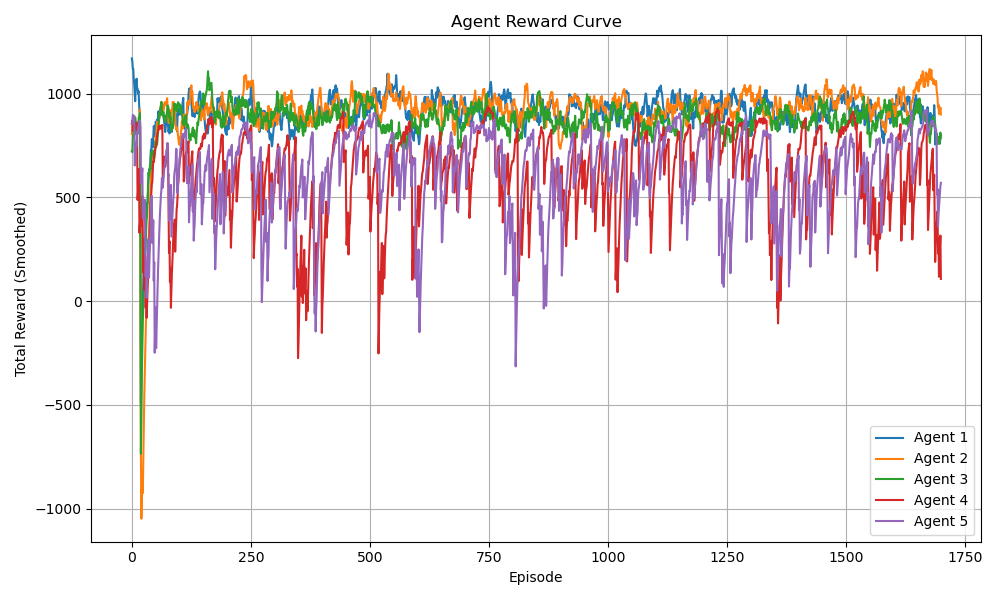 Agent Reward Curve
Total Reward (Smoothed)
1000
500
0
−500
−1000
0 250 500 750 1000 1250 1500 1750
Episode
Agent 1
Agent 2
Agent 3
Agent 4
Agent 5